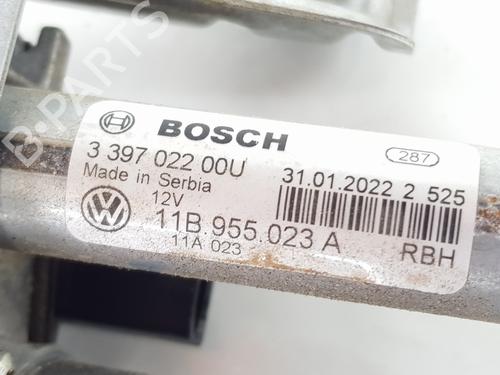 BOSCH
287
3 397 022 00U
31.01.2022 2 525
Made in Serbia
12V
11B 955 023 A
11A 023
RBH
B-PARTS